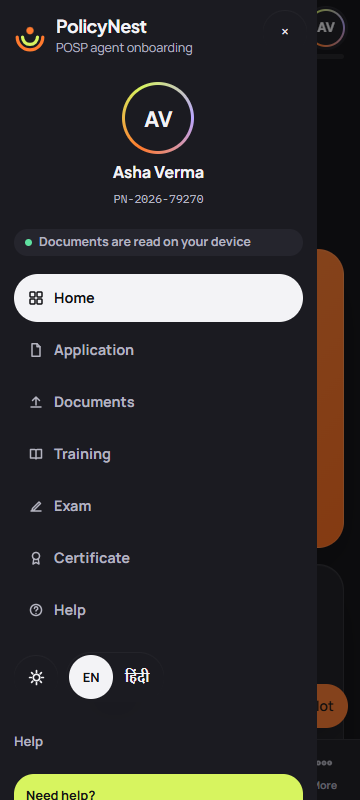 PolicyNest
POSP agent onboarding
×
AV
AV
Asha Verma
PN-2026-79270
Documents are read on your device
Home
Application
Documents
Training
Exam
Certificate
Help
EN
हिंदी
Help
Need help?